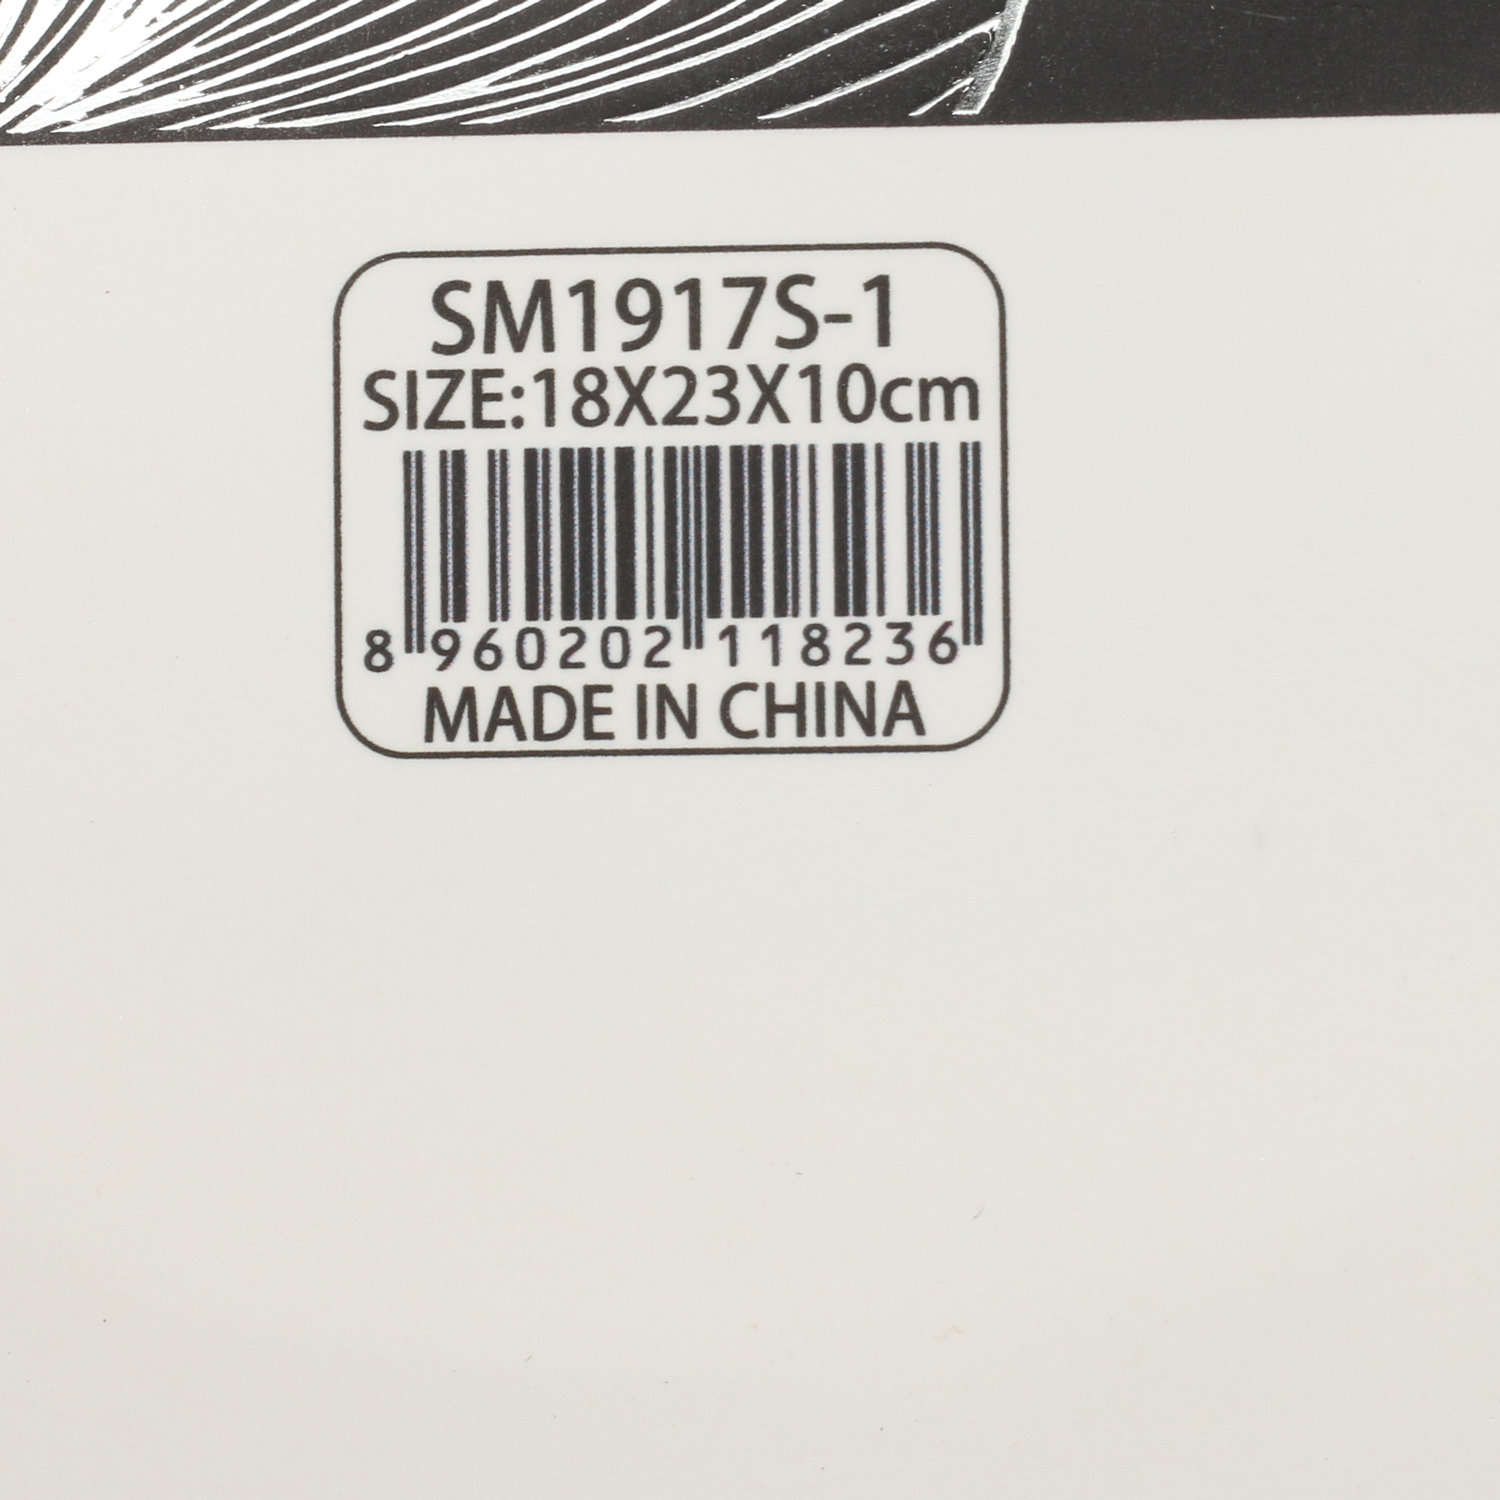 SM1917S-1
SIZE:18X23X10cm
8 960202 118236
MADE IN CHINA